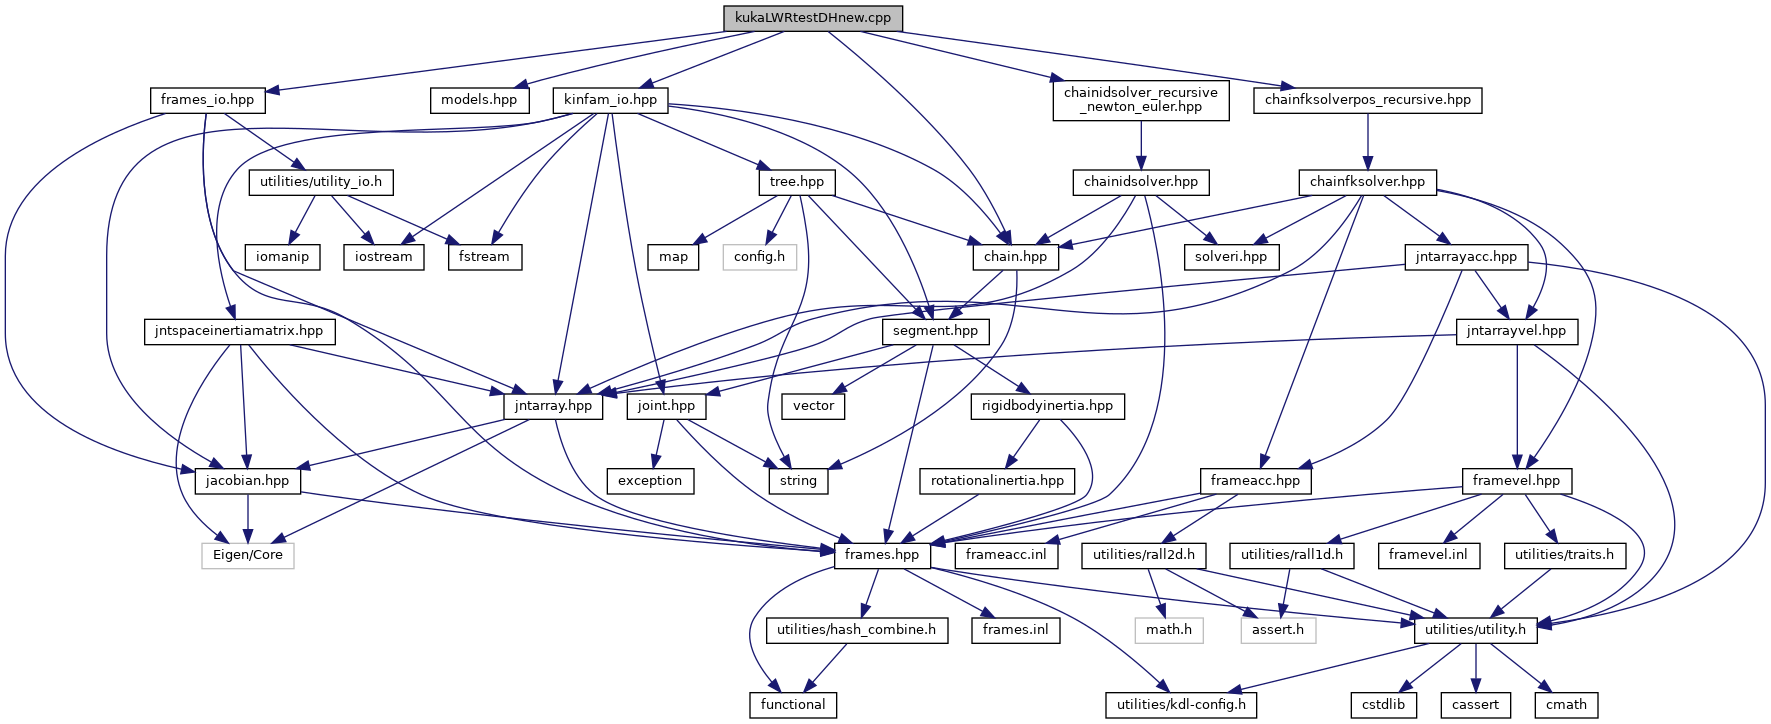 kukaLWRtestDHnew.cpp
frames_io.hpp
models.hpp
kinfam_io.hpp
chainidsolver_recursive
_newton_euler.hpp
chainfksolverpos_recursive.hpp
utilities/utility_io.h
tree.hpp
chainidsolver.hpp
chainfksolver.hpp
iomanip
iostream
fstream
map
config.h
chain.hpp
solveri.hpp
jntarrayacc.hpp
jntspaceinertiamatrix.hpp
segment.hpp
jntarrayvel.hpp
jntarray.hpp
joint.hpp
vector
rigidbodyinertia.hpp
jacobian.hpp
exception
string
rotationalinertia.hpp
frameacc.hpp
framevel.hpp
Eigen/Core
frames.hpp
frameacc.inl
utilities/rall2d.h
utilities/rall1d.h
framevel.inl
utilities/traits.h
utilities/hash_combine.h
frames.inl
math.h
assert.h
utilities/utility.h
functional
utilities/kdl-config.h
cstdlib
cassert
cmath